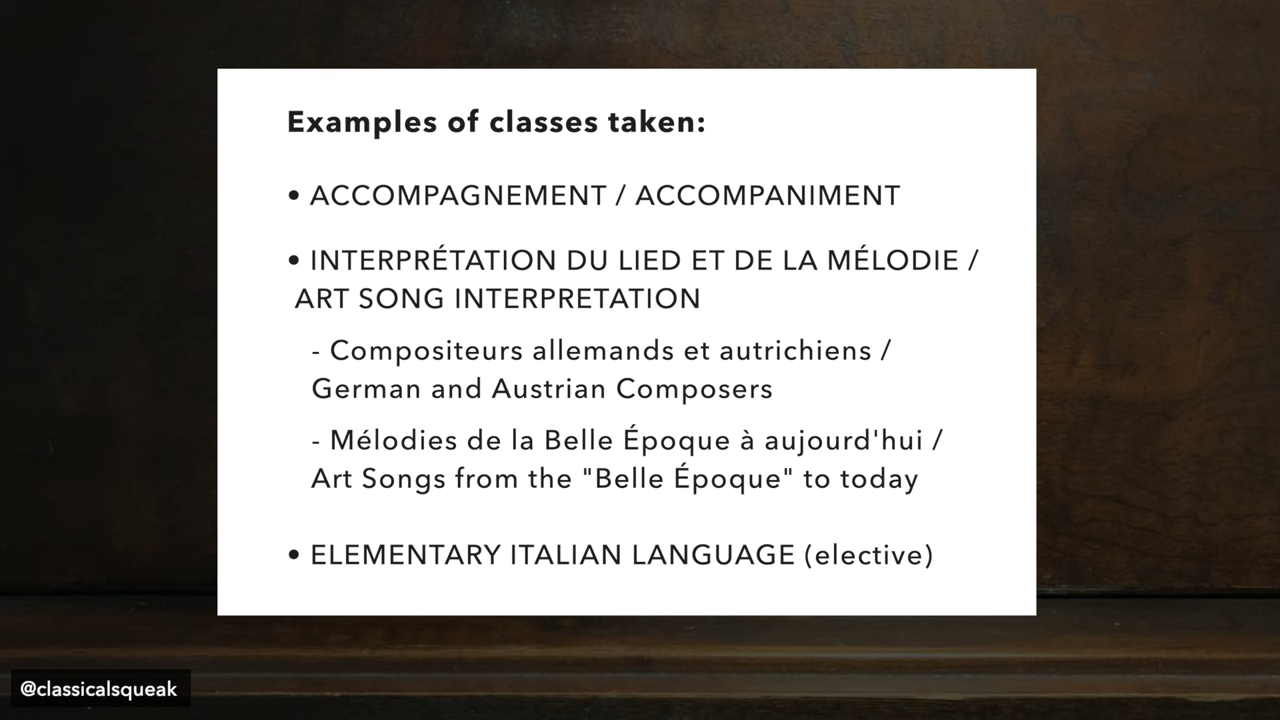 Examples of classes taken:
• ACCOMPAGNEMENT / ACCOMPANIMENT
• INTERPRÉTATION DU LIED ET DE LA MÉLODIE /
ART SONG INTERPRETATION
- Compositeurs allemands et autrichiens /
German and Austrian Composers
- Mélodies de la Belle Époque à aujourd'hui /
Art Songs from the "Belle Époque" to today
• ELEMENTARY ITALIAN LANGUAGE (elective)
@classicalsqueak